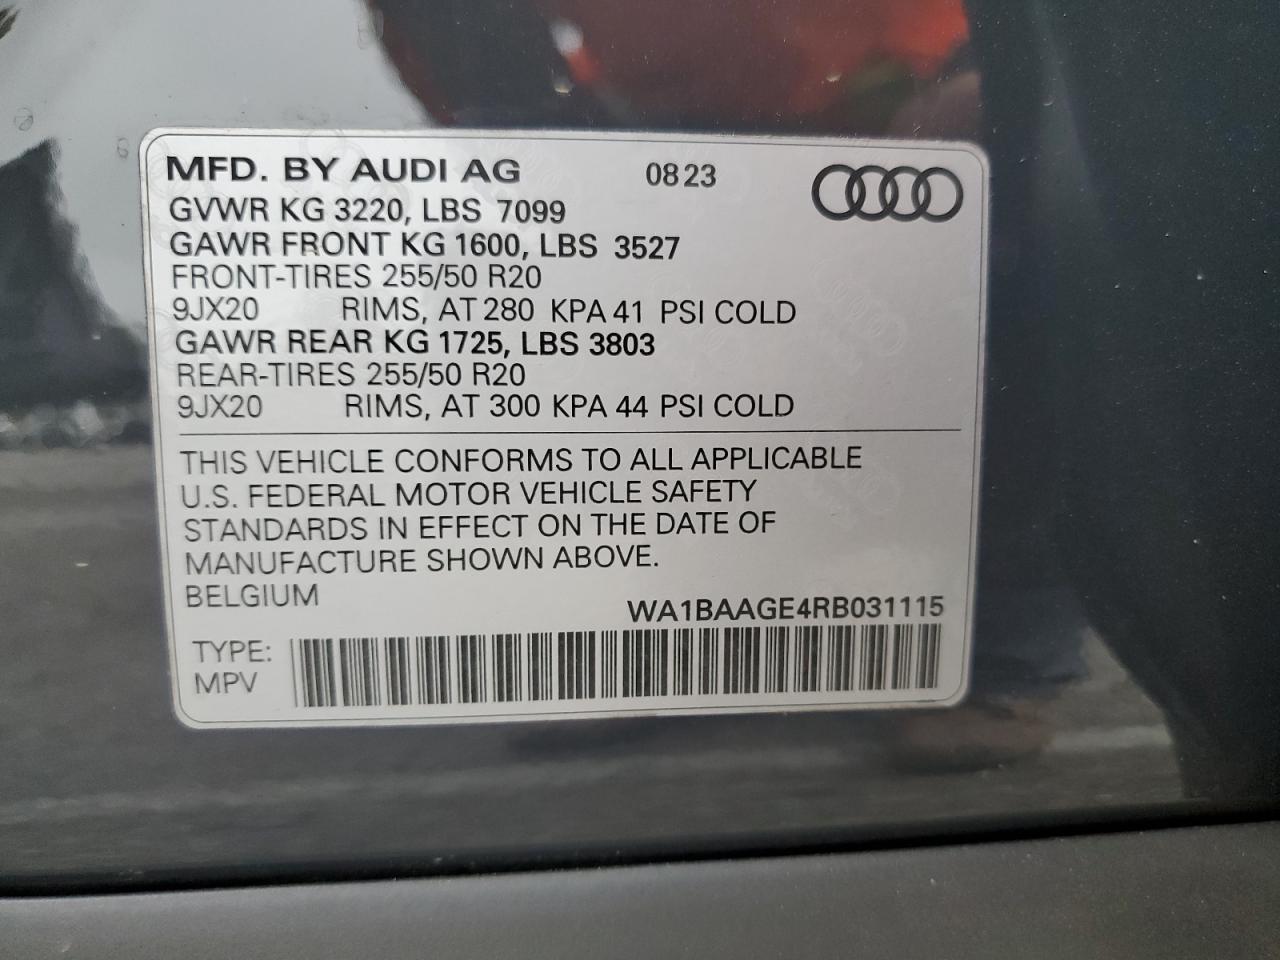 MFD. BY AUDI AG 0823
GVWR KG 3220, LBS 7099
GAWR FRONT KG 1600, LBS 3527
FRONT-TIRES 255/50 R20
9JX20 RIMS, AT 280 KPA 41 PSI COLD
GAWR REAR KG 1725, LBS 3803
REAR-TIRES 255/50 R20
9JX20 RIMS, AT 300 KPA 44 PSI COLD
THIS VEHICLE CONFORMS TO ALL APPLICABLE
U.S. FEDERAL MOTOR VEHICLE SAFETY
STANDARDS IN EFFECT ON THE DATE OF
MANUFACTURE SHOWN ABOVE.
BELGIUM
WA1BAAGE4RB031115
TYPE:
MPV